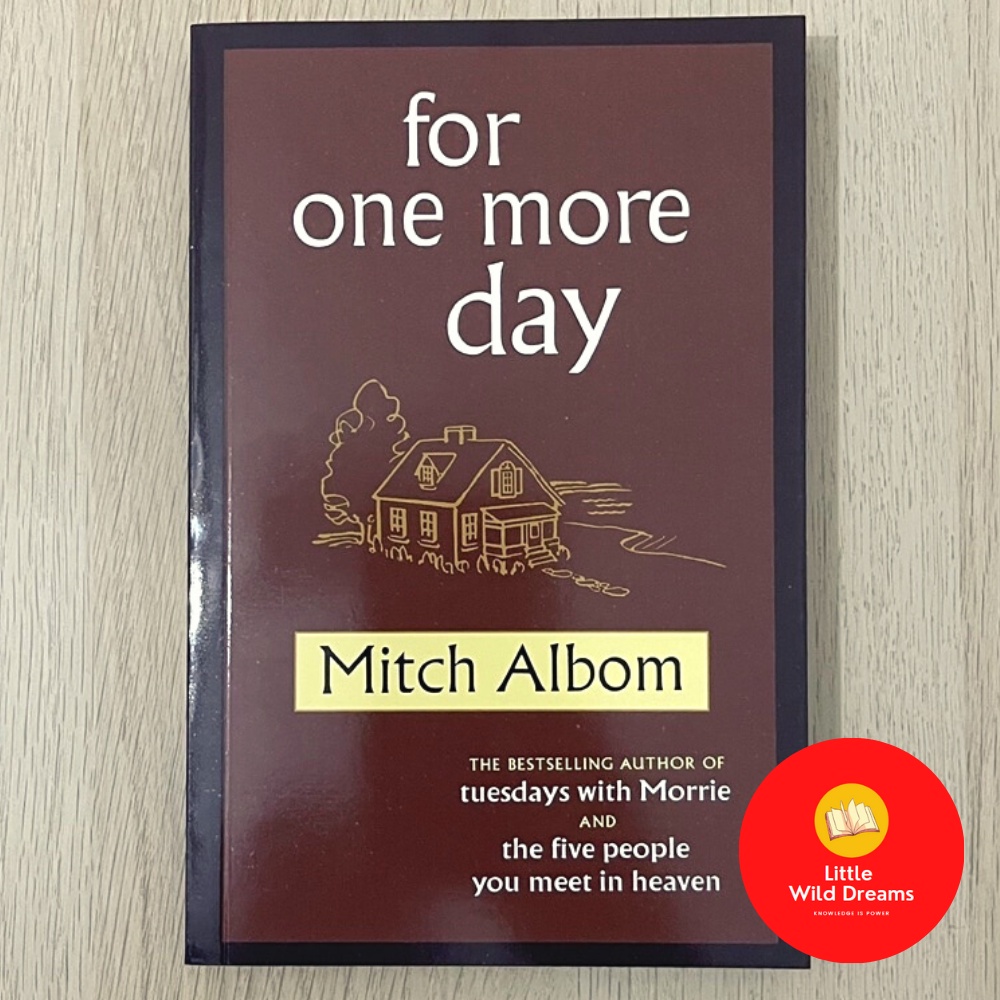 for
one more
day
Mitch Albom
THE BESTSELLING AUTHOR OF
tuesdays with Morrie
AND
the five people
you meet in heaven
Little
Wild Dreams
KNOWLEDGE IS POWER